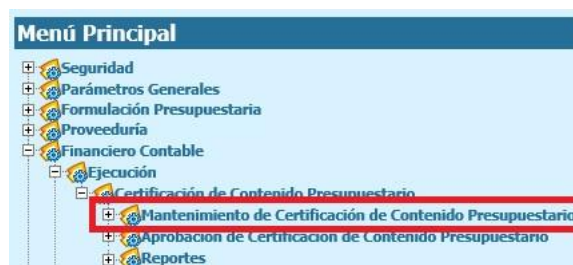 Menú Principal
Seguridad
Parámetros Generales
Formulación Presupuestaria
Proveeduría
Financiero Contable
Ejecución
Certificación de Contenido Presupuestario
Mantenimiento de Certificación de Contenido Presupuestario
Aprobación de Certificación de Contenido Presupuestario
Reportes